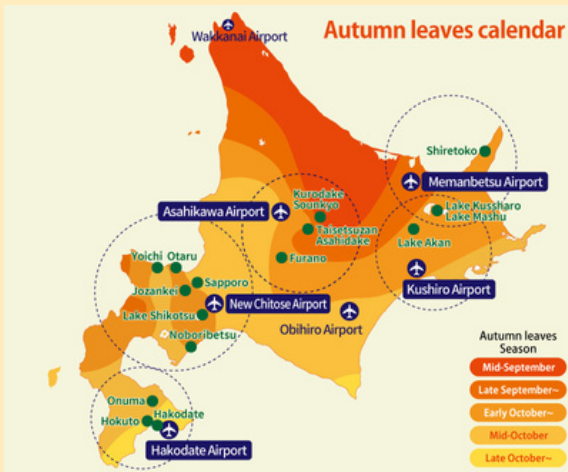 Autumn leaves calendar
Wakkanai Airport
Shiretoko
Memanbetsu Airport
Kurodake
Sounkyo
Asahikawa Airport
Taisetsuzan
Asahidake
Lake Kussharo
Lake Mashu
Lake Akan
Furano
Yoichi Otaru
Sapporo
Jozankei
Kushiro Airport
New Chitose Airport
Lake Shikotsu
Obihiro Airport
Noboribetsu
Onuma
Hakodate
Hokuto
Hakodate Airport
Autumn leaves
Season
Mid-September
Late September~
Early October~
Mid-October
Late October~